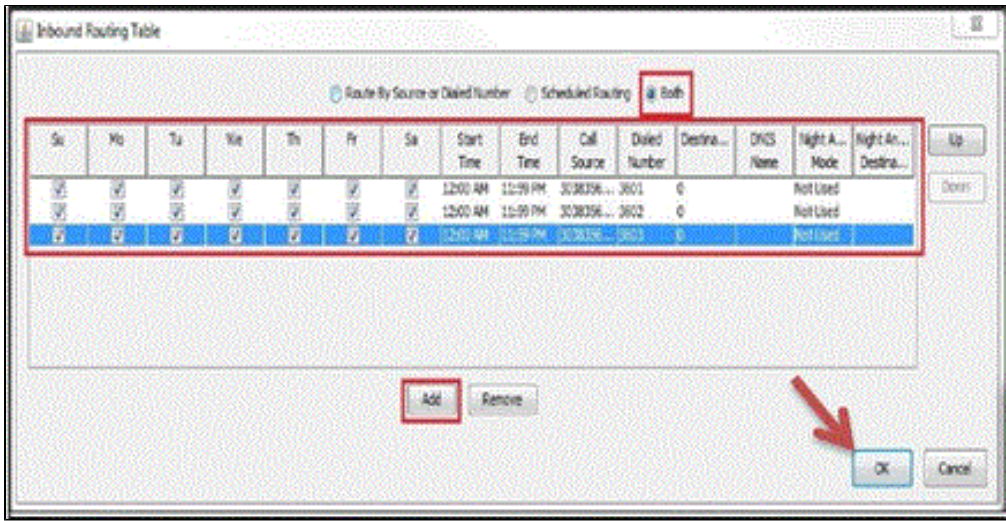 Inbound Routing Table
Route By Source or Dialed Number Scheduled Routing Both
Su Mo Tu We Th Fr Sa Start Time End Time Call Source Dialed Number Destina... DNIS Name Night A... Mode Night An... Destina...
Up
12:00 AM 11:59 PM 3038356... 3601 0 Not Used
Down
12:00 AM 11:59 PM 3038356... 3602 0 Not Used
12:00 AM 11:59 PM 3038356... 3603 0 Not Used
Add Remove
OK Cancel